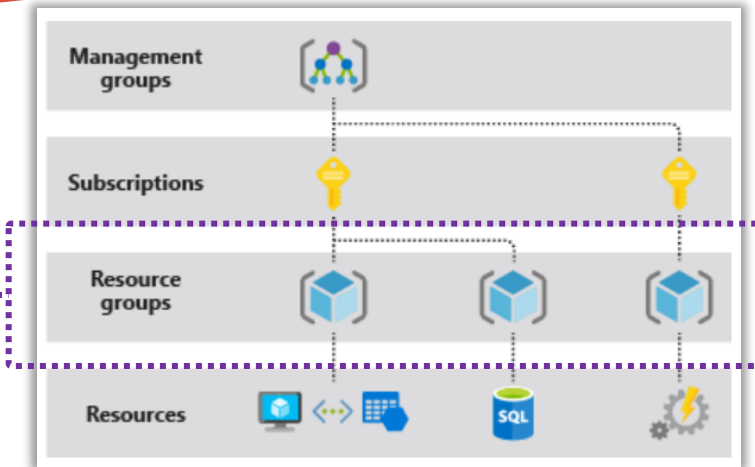 Management
groups
Subscriptions
Resource
groups
Resources
SQL